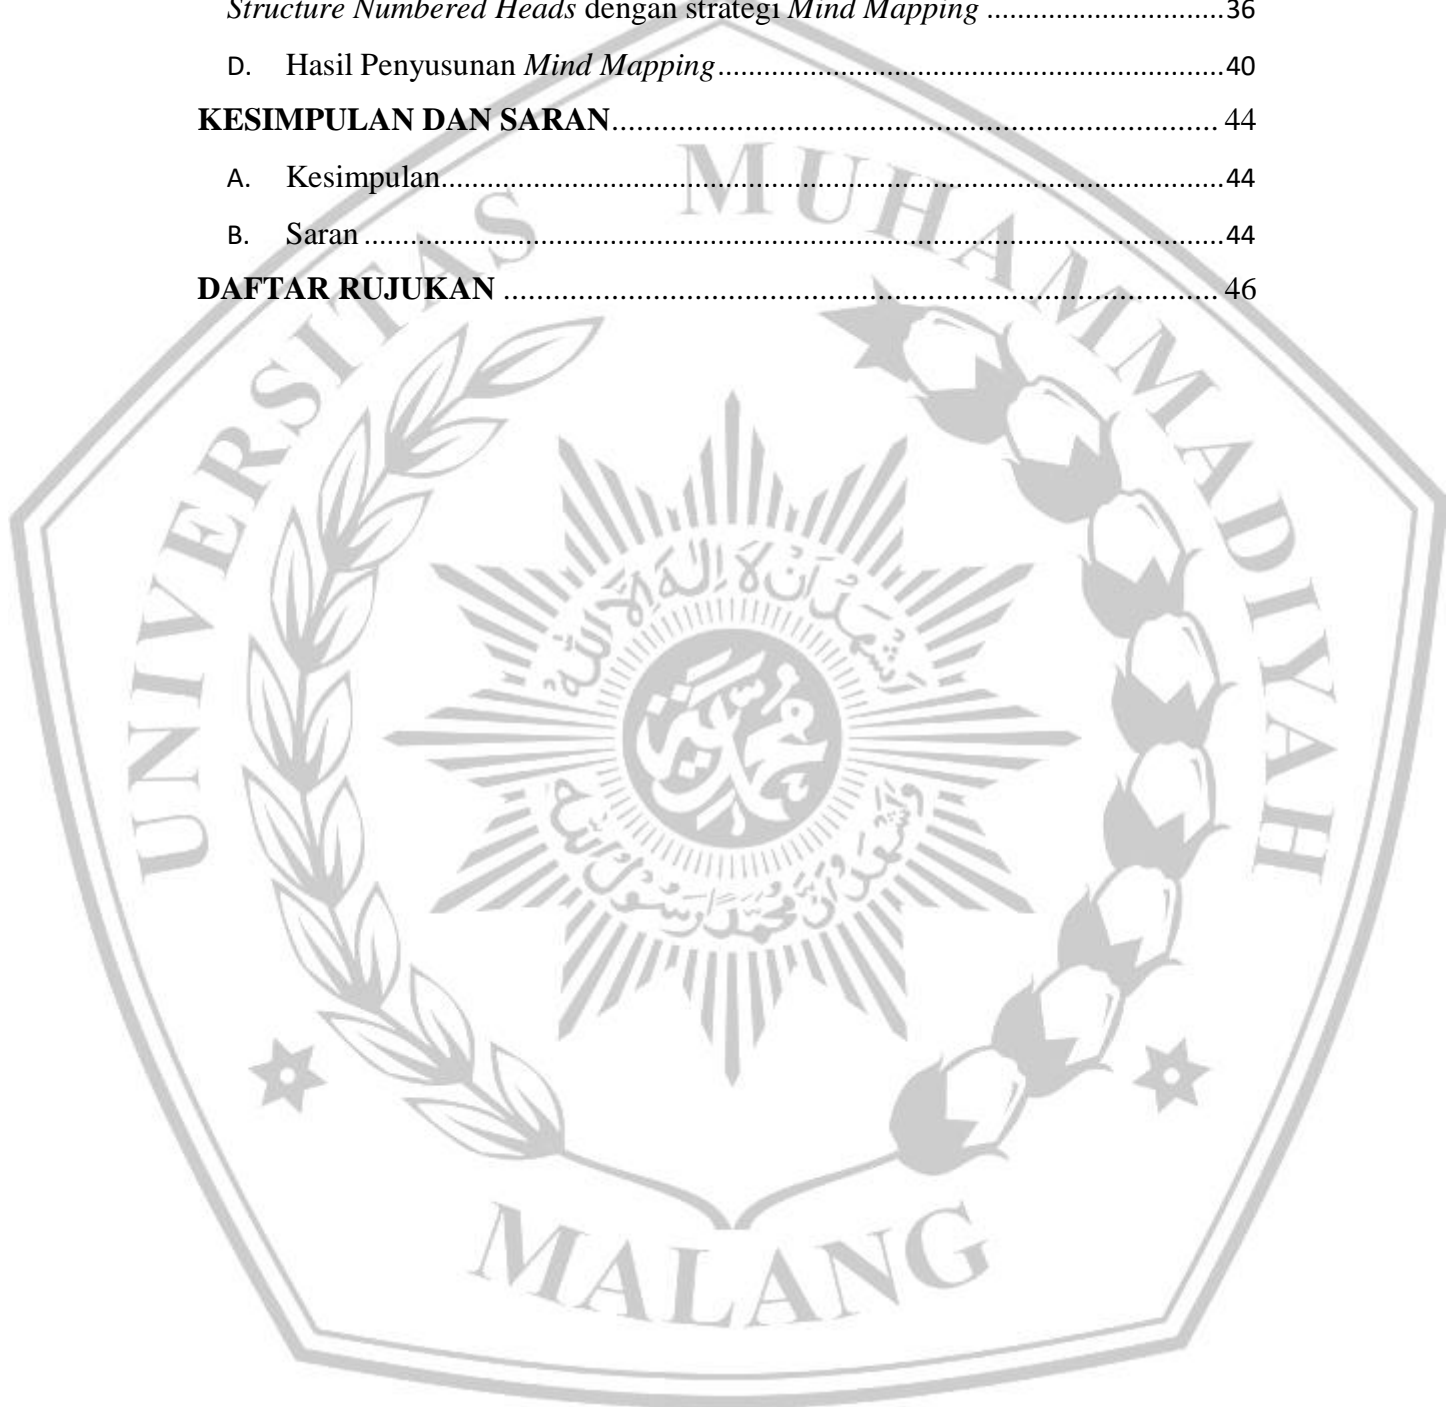 Structure Numbered Heads dengan strategi Mind Mapping ............................36
D. Hasil Penyusunan Mind Mapping............................................................40
KESIMPULAN DAN SARAN............................................................. 44
A. Kesimpulan..............................................................................................44
B. Saran ........................................................................................................44
DAFTAR RUJUKAN ........................................................................ 46
UNIVERSITAS MUHAMMADIYAH
MALANG